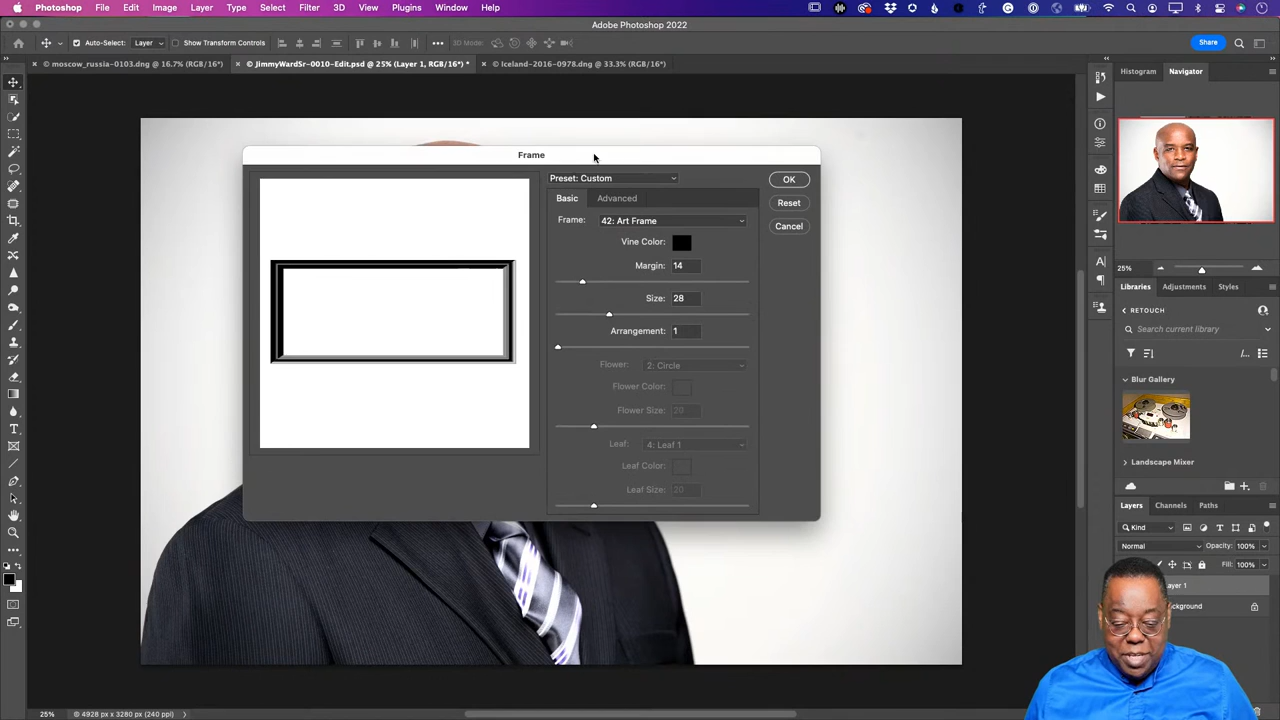 Photoshop File Edit Image Layer Type Select Filter 3D View Plugins Window Help
Adobe Photoshop 2022
Auto-Select: Layer Show Transform Controls 3D Mode: Share
© moscow_russia-0103.dng @ 16.7% (RGB/16*)
© JimmyWardSr-0010-Edit.psd @ 25% (Layer 1, RGB/16*) *
© Iceland-2016-0978.dng @ 33.3% (RGB/16*)
Frame
Preset: Custom
OK
Basic Advanced
Reset
Frame: 42: Art Frame
Cancel
Vine Color:
Margin: 14
Size: 28
Arrangement: 1
Flower: 2: Circle
Flower Color:
Flower Size: 20
Leaf: 4: Leaf 1
Leaf Color:
Leaf Size: 20
Histogram Navigator
25%
Libraries Adjustments Styles
RETOUCH
Search current library
Blur Gallery
Landscape Mixer
Layers Channels Paths
Kind
Normal Opacity: 100%
Fill: 100%
ayer 1
ckground
25% 4928 px x 3280 px (240 ppi)